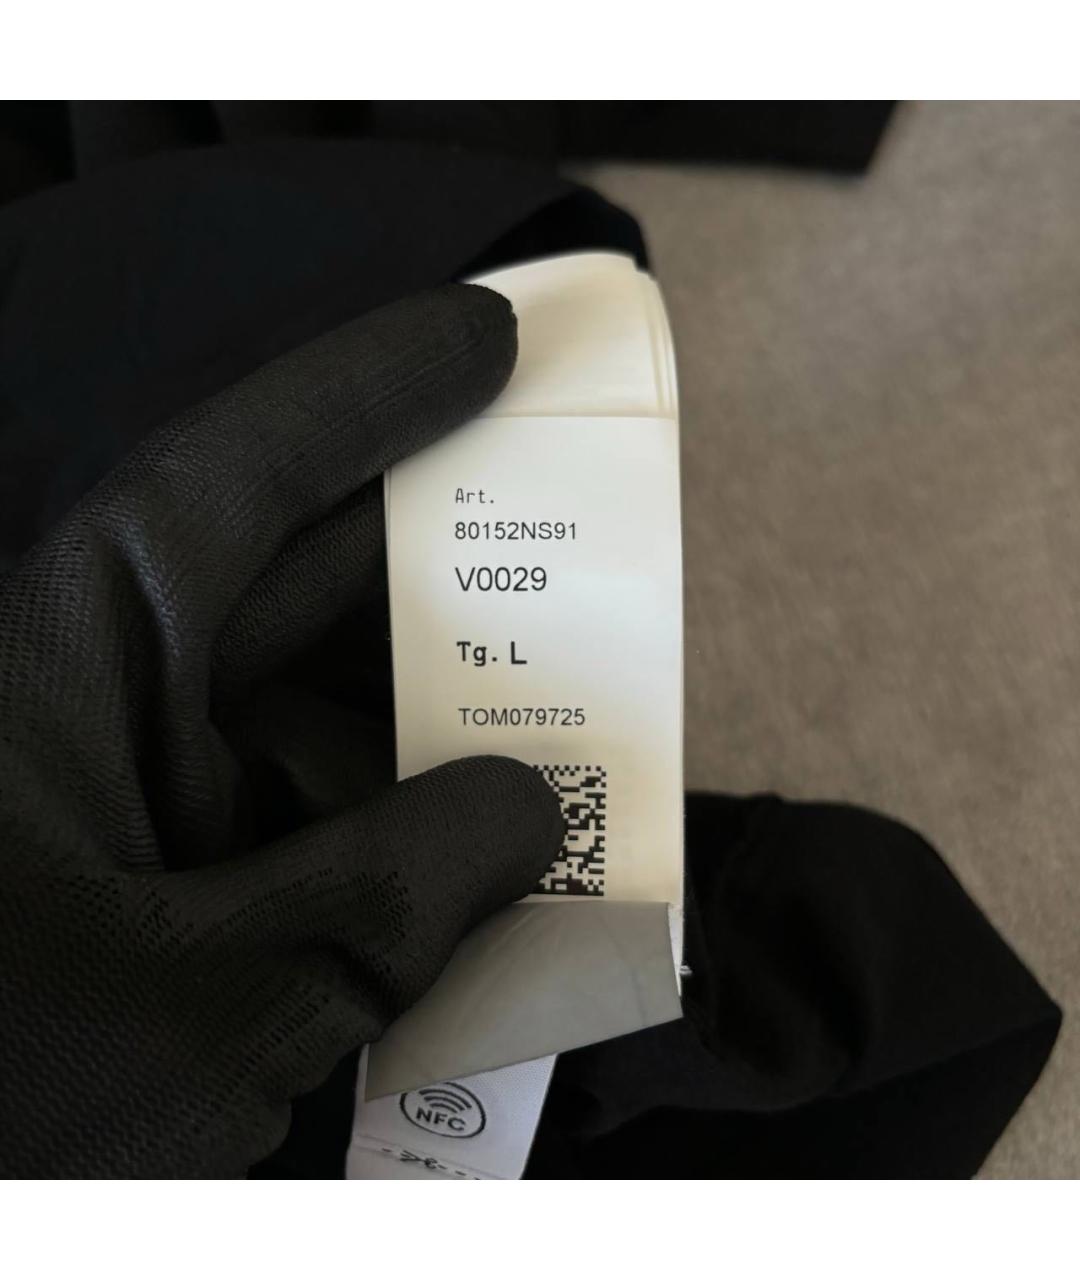 Art.
80152NS91
V0029
Tg. L
TOM079725
NFC